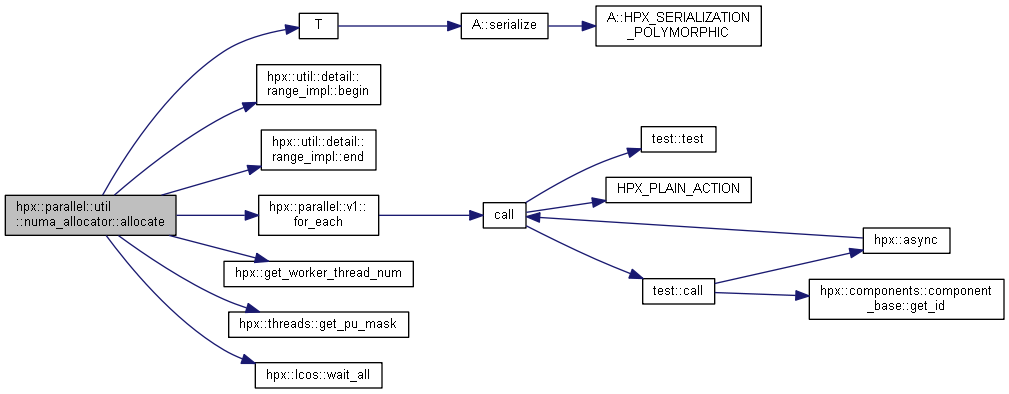 hpx::parallel::util
::numa_allocator::allocate
T
A::serialize
A::HPX_SERIALIZATION
_POLYMORPHIC
hpx::util::detail::
range_impl::begin
hpx::util::detail::
range_impl::end
hpx::parallel::v1::
for_each
call
test::test
HPX_PLAIN_ACTION
test::call
hpx::async
hpx::components::component
_base::get_id
hpx::get_worker_thread_num
hpx::threads::get_pu_mask
hpx::lcos::wait_all